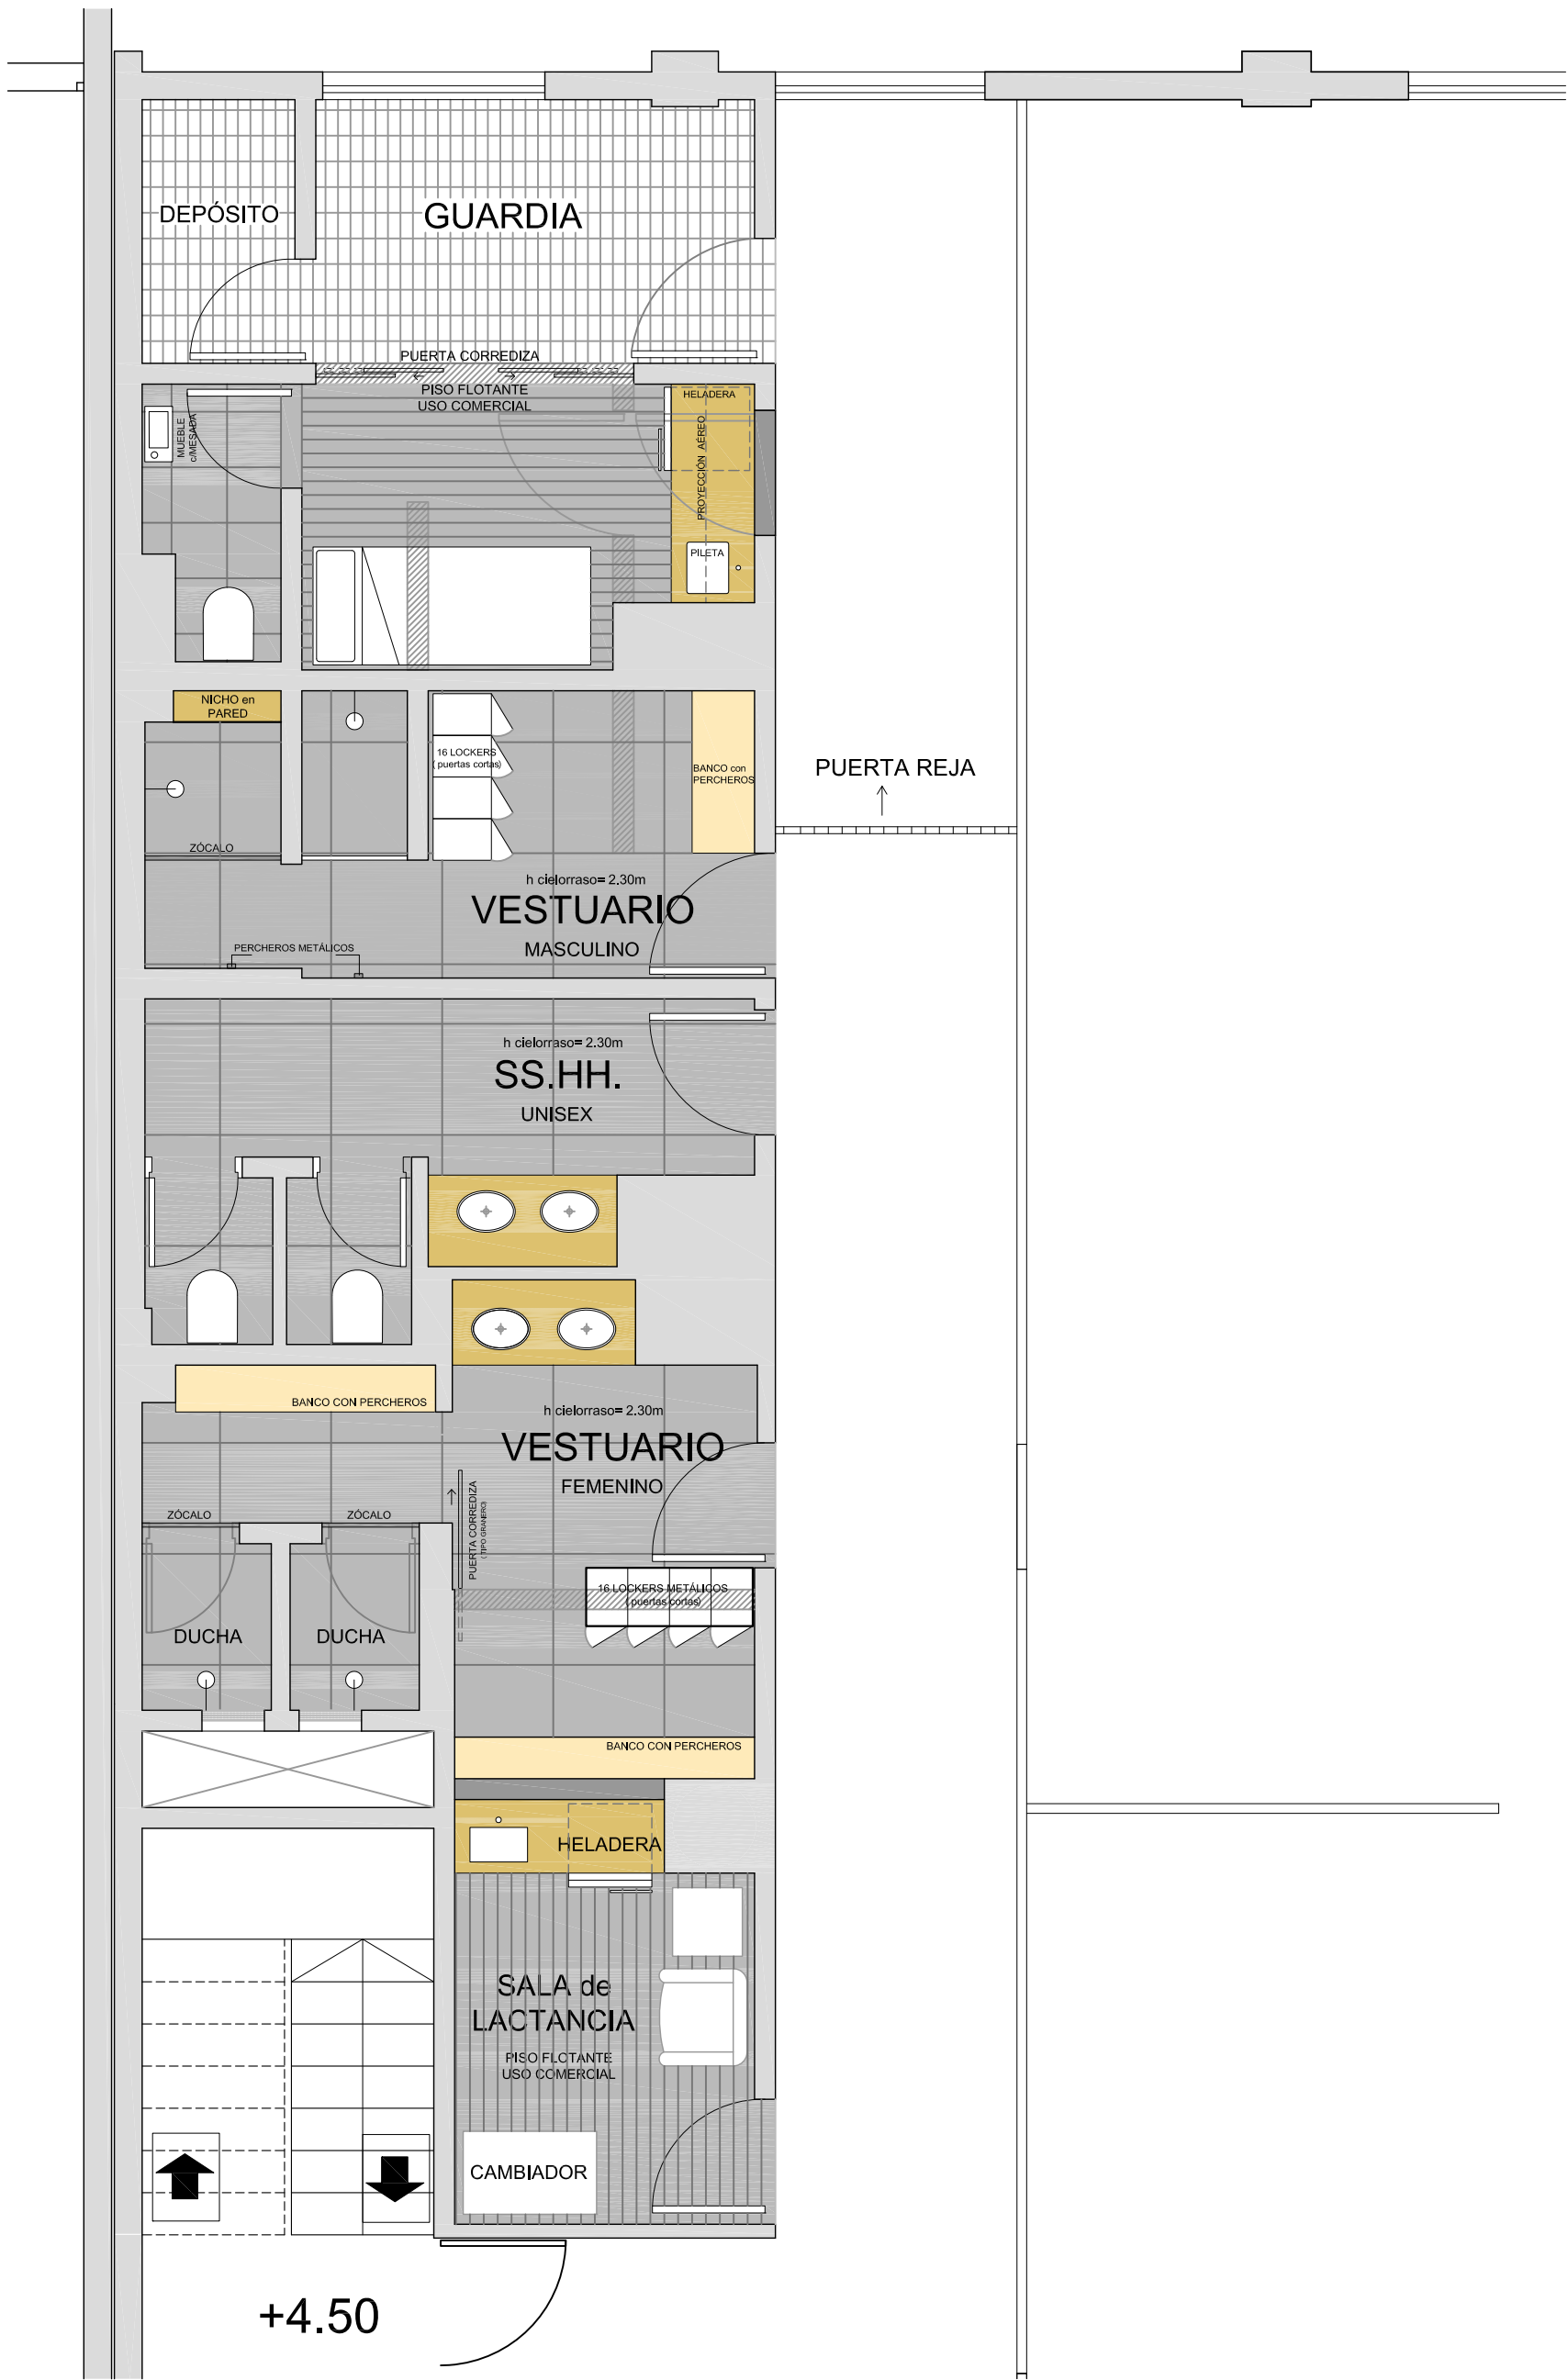 DEPÓSITO
GUARDIA
PUERTA CORREDIZA
PISO FLOTANTE
USO COMERCIAL
HELADERA
MUEBLE
c/MESADA
PROYECCIÓN AÉREO
PILETA
NICHO en
PARED
16 LOCKERS
( puertas cortas)
BANCO con
PERCHEROS
PUERTA REJA
ZÓCALO
h cielorraso= 2.30m
VESTUARIO
MASCULINO
PERCHEROS METÁLICOS
h cielorraso= 2.30m
SS.HH.
UNISEX
BANCO CON PERCHEROS
h cielorraso= 2.30m
VESTUARIO
FEMENINO
ZÓCALO
ZÓCALO
PUERTA CORREDIZA
( TIPO GRANERO)
16 LOCKERS METÁLICOS
( puertas cortas)
DUCHA
DUCHA
BANCO CON PERCHEROS
HELADERA
SALA de
LACTANCIA
PISO FLOTANTE
USO COMERCIAL
CAMBIADOR
+4.50